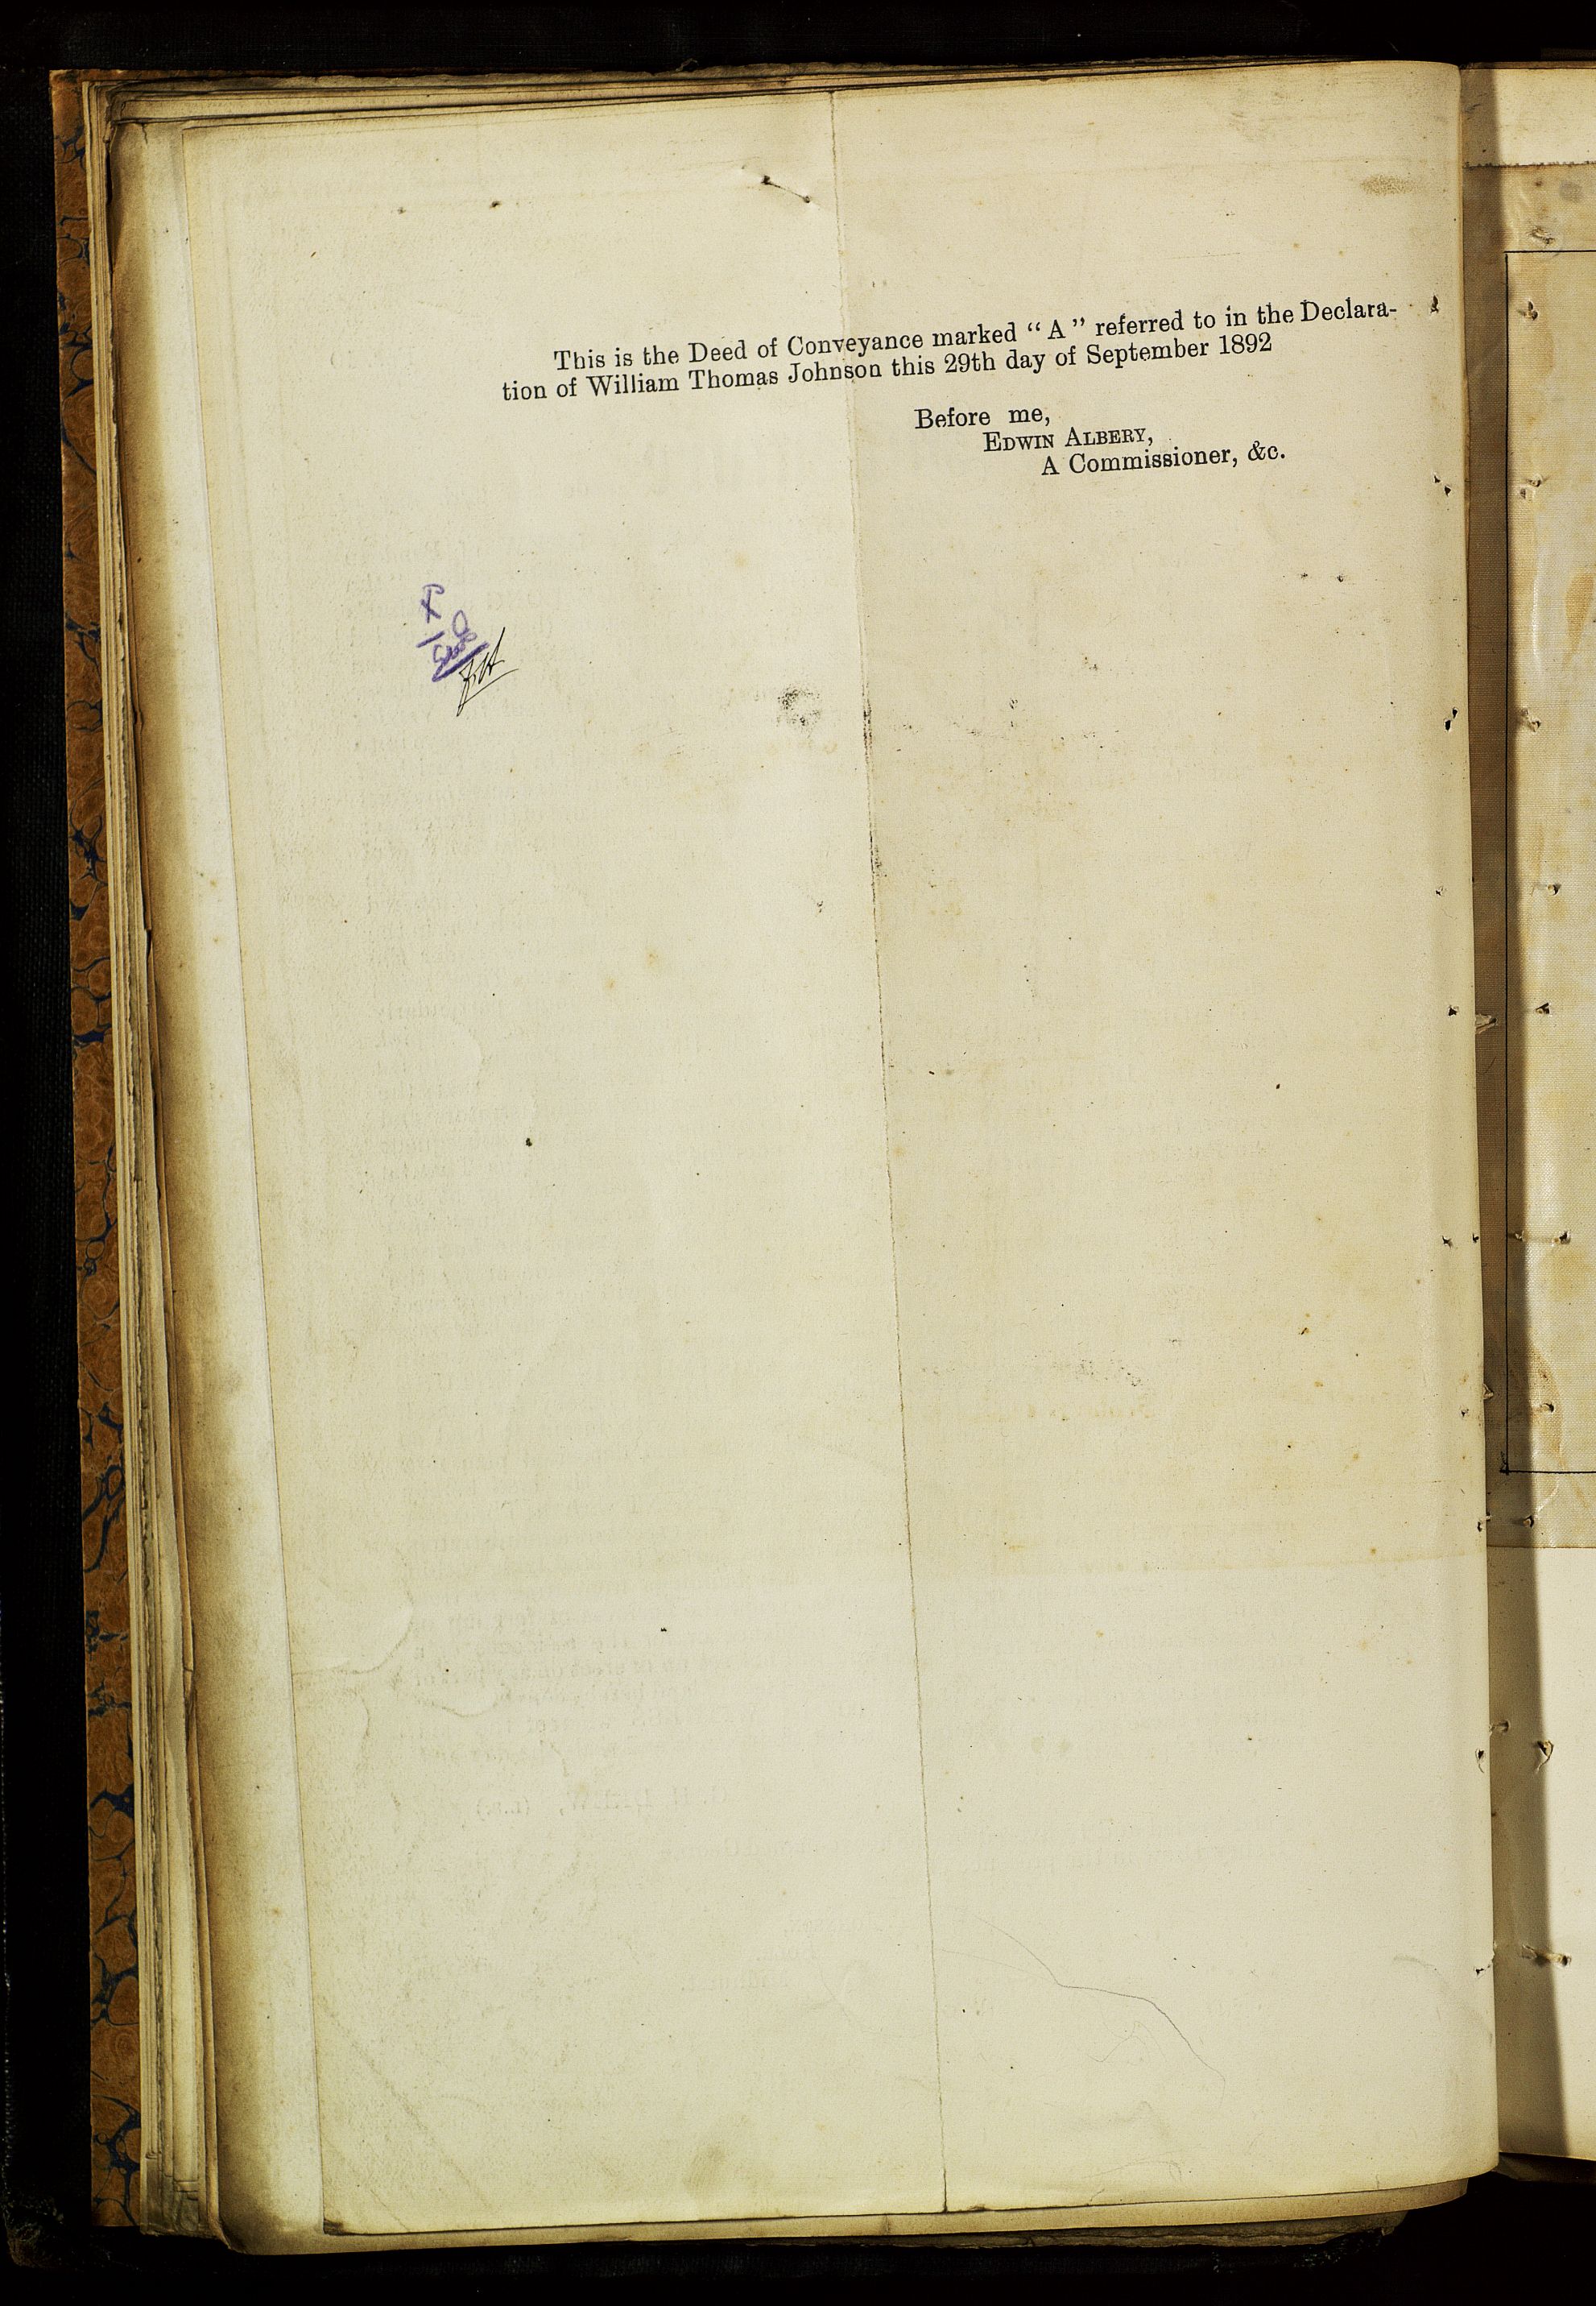 This is the Deed of Conveyance marked “A” referred to in the Declara-
tion of William Thomas Johnson this 29th day of September 1892
Before me,
EDWIN ALBERY,
A Commissioner, &c.